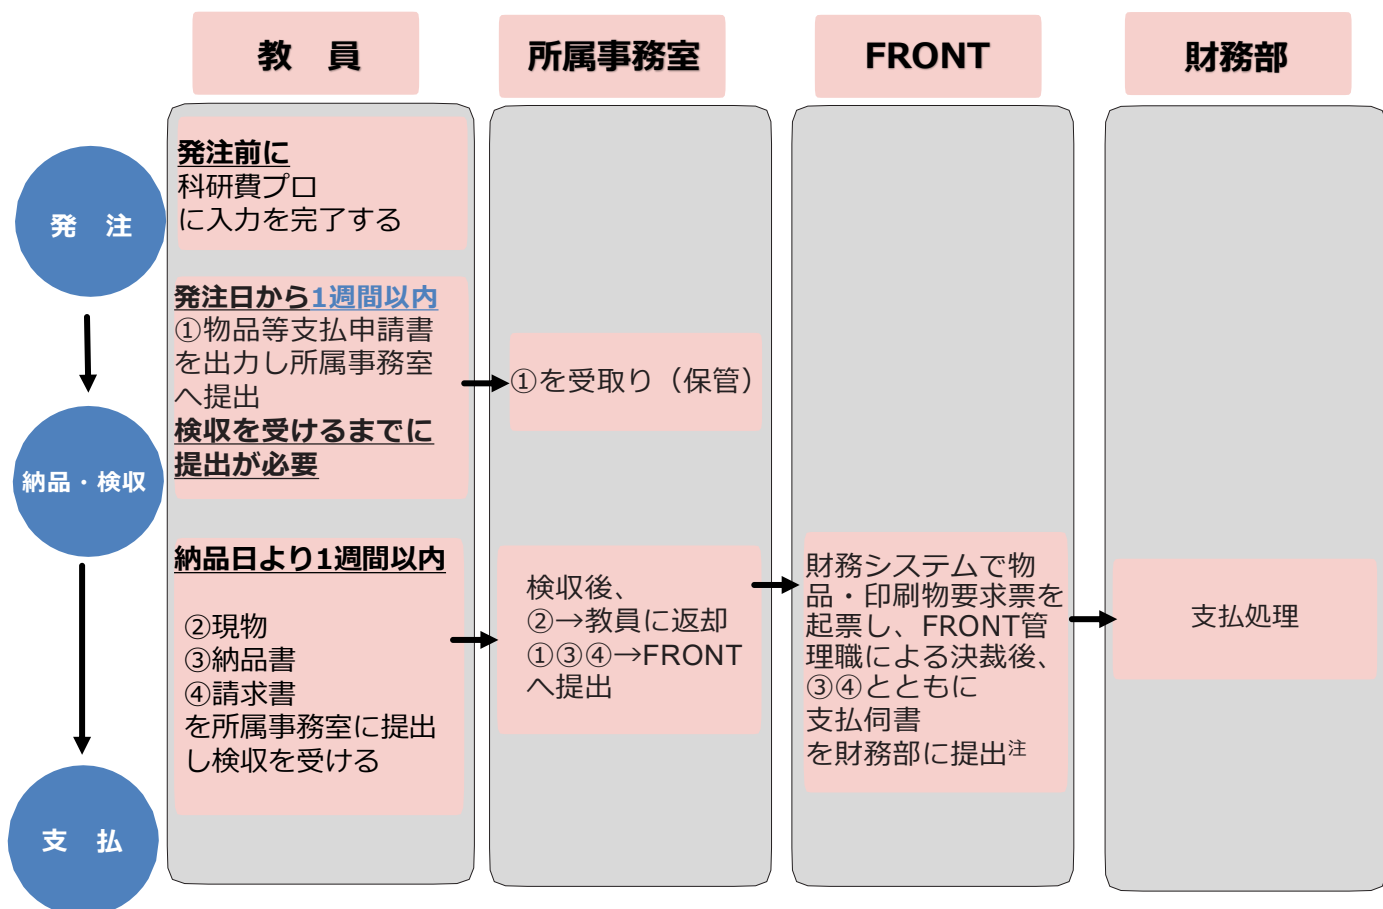 教　員
所属事務室
FRONT
財務部
発　注
納品・検収
支　払
発注前に
科研費プロ
に入力を完了する
発注日から1週間以内
①物品等支払申請書
を出力し所属事務室
へ提出
検収を受けるまでに
提出が必要
①を受取り（保管）
納品日より1週間以内
②現物
③納品書
④請求書
を所属事務室に提出
し検収を受ける
検収後、
②→教員に返却
①③④→FRONT
へ提出
財務システムで物
品・印刷物要求票を
起票し、FRONT管
理職による決裁後、
③④とともに
支払伺書
を財務部に提出注
支払処理